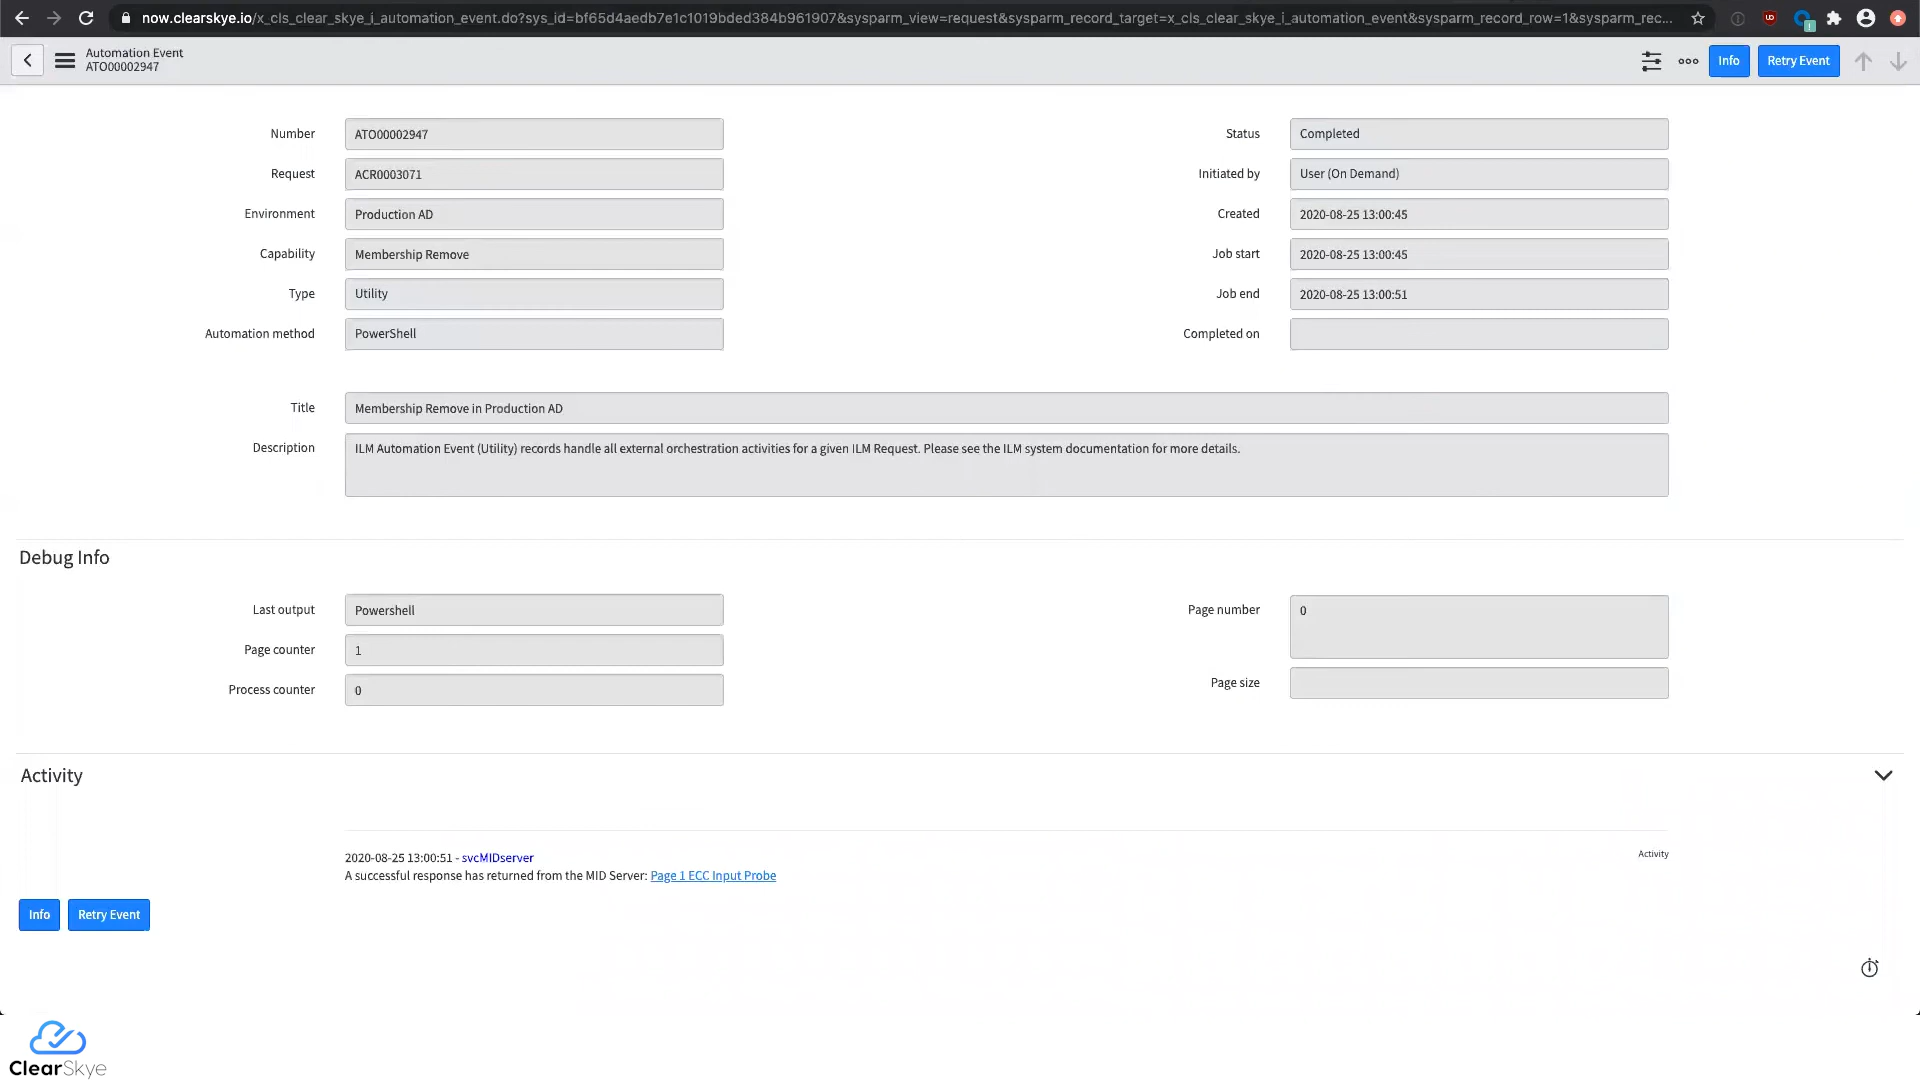 now.clearskye.io/x_cls_clear_skye_i_automation_event.do?sys_id=bf65d4aedb7e1c1019bded384b961907&sysparm_view=request&sysparm_record_target=x_cls_clear_skye_i_automation_event&sysparm_record_row=1&sysparm_rec...
Automation Event
ATO00002947
Info
Retry Event
Number
ATO00002947
Status
Completed
Request
ACR0003071
Initiated by
User (On Demand)
Environment
Production AD
Created
2020-08-25 13:00:45
Capability
Membership Remove
Job start
2020-08-25 13:00:45
Type
Utility
Job end
2020-08-25 13:00:51
Automation method
PowerShell
Completed on
Title
Membership Remove in Production AD
Description
ILM Automation Event (Utility) records handle all external orchestration activities for a given ILM Request. Please see the ILM system documentation for more details.
Debug Info
Last output
Powershell
Page number
0
Page counter
1
Process counter
0
Page size
Activity
2020-08-25 13:00:51 - svcMIDserver
Activity
A successful response has returned from the MID Server: Page 1 ECC Input Probe
Info
Retry Event
ClearSkye